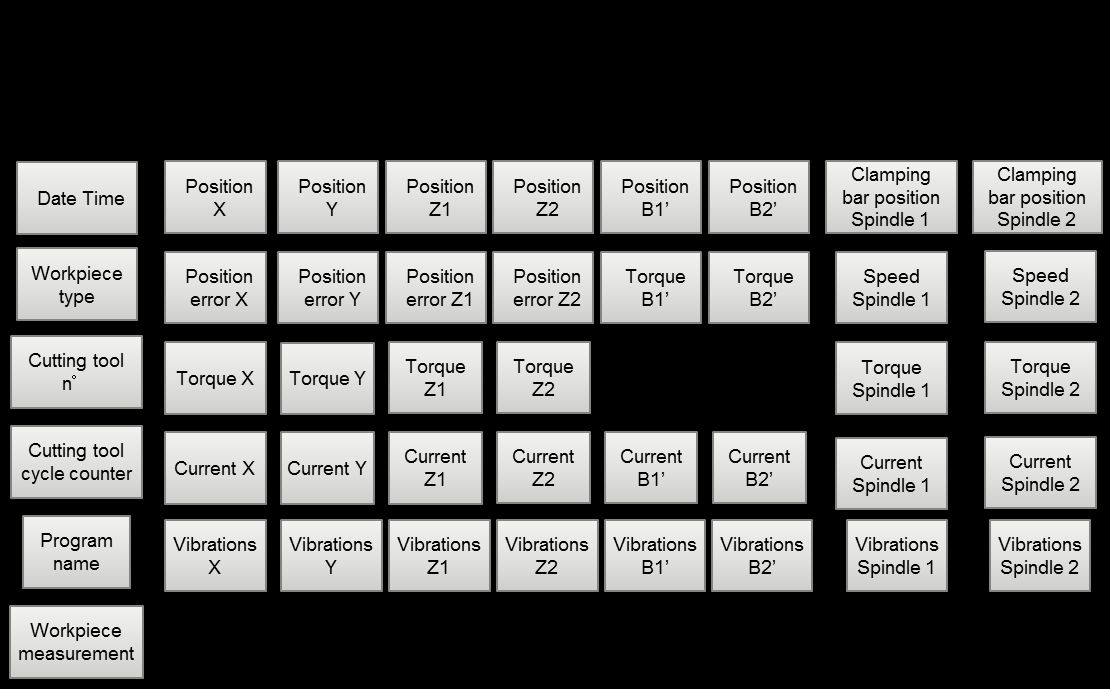 Date Time
Position
X
Position
Y
Position
Z1
Position
Z2
Position
B1’
Position
B2’
Clamping
bar position
Spindle 1
Clamping
bar position
Spindle 2
Workpiece
type
Position
error X
Position
error Y
Position
error Z1
Position
error Z2
Torque
B1’
Torque
B2’
Speed
Spindle 1
Speed
Spindle 2
Cutting tool
n°
Torque X
Torque Y
Torque
Z1
Torque
Z2
Torque
Spindle 1
Torque
Spindle 2
Cutting tool
cycle counter
Current X
Current Y
Current
Z1
Current
Z2
Current
B1’
Current
B2’
Current
Spindle 1
Current
Spindle 2
Program
name
Vibrations
X
Vibrations
Y
Vibrations
Z1
Vibrations
Z2
Vibrations
B1’
Vibrations
B2’
Vibrations
Spindle 1
Vibrations
Spindle 2
Workpiece
measurement